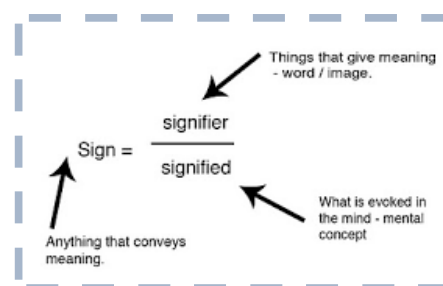 Things that give meaning
- word / image.
signifier
Sign =
signified
What is evoked in
the mind - mental
concept
Anything that conveys
meaning.